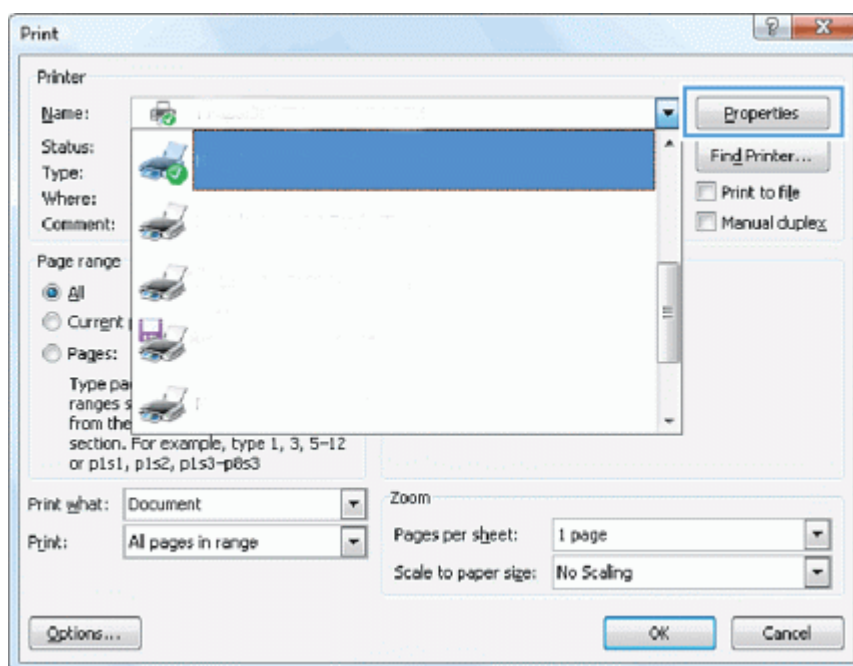 Print
Printer
Name:
Properties
Status:
Find Printer...
Type:
Print to file
Where:
Manual duplex
Comment:
Page range
All
Current
Pages:
Type pa
ranges s
from the
section. For example, type 1, 3, 5–12
or p1s1, p1s2, p1s3–p8s3
Print what: Document
Zoom
Pages per sheet: 1 page
Print: All pages in range
Scale to paper size: No Scaling
Options... OK Cancel